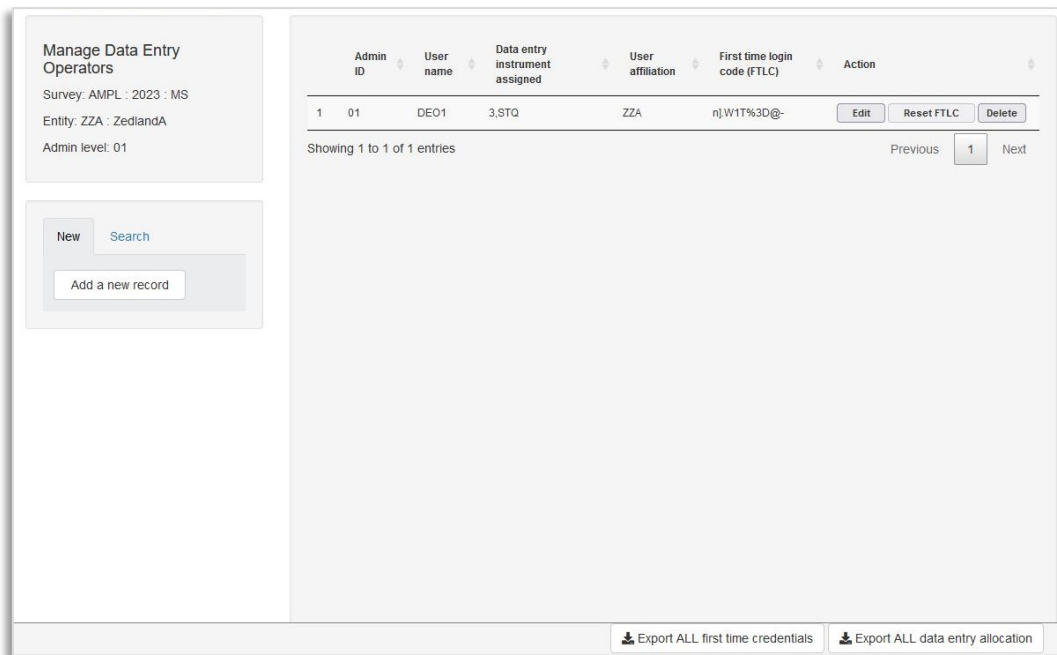 Manage Data Entry
Operators
Survey: AMPL : 2023 : MS
Entity: ZZA : ZedlandA
Admin level: 01
New Search
Add a new record
Admin ID User name Data entry instrument assigned User affiliation First time login code (FTLC) Action
1 01 DEO1 3,STQ ZZA n].W1T%3D@- Edit Reset FTLC Delete
Showing 1 to 1 of 1 entries Previous 1 Next
Export ALL first time credentials Export ALL data entry allocation